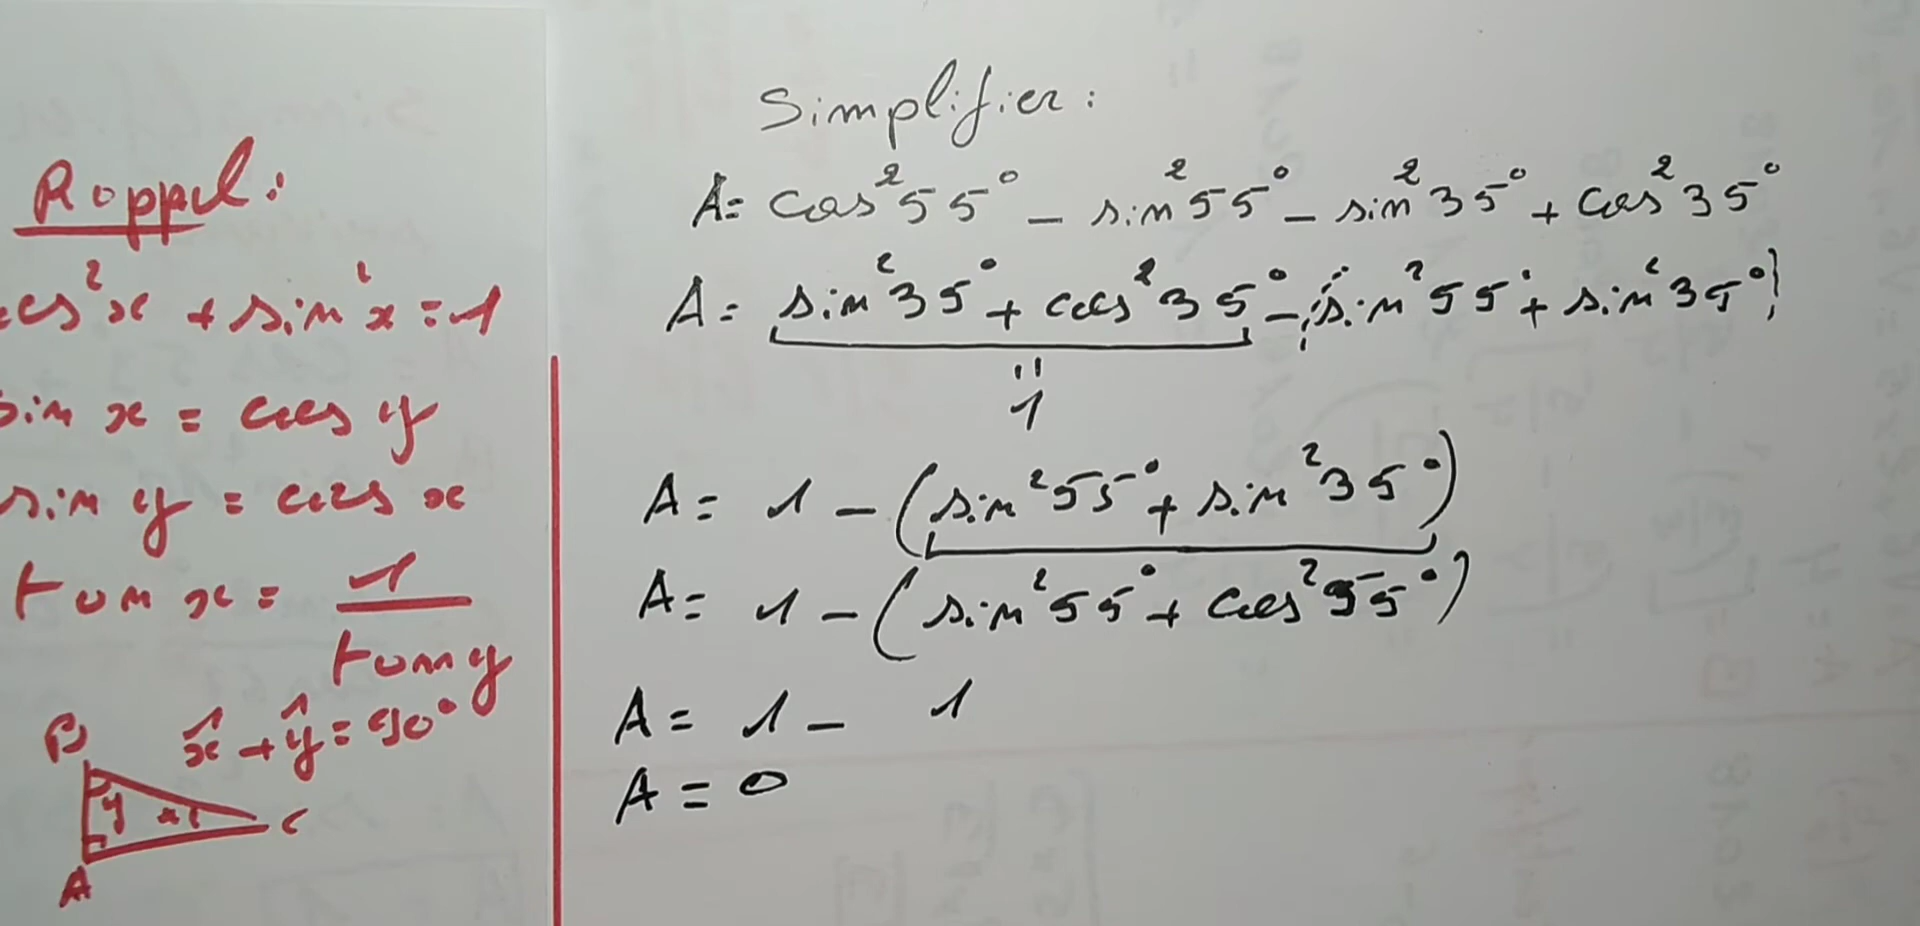 Rappel:
cos²x + sin²x = 1
sin x = cos y
sin y = cos x
tan x = 1 / tan y
x̂ + ŷ = 90°
B
y x C
A
Simplifier:
A = cos²55° - sin²55° - sin²35° + cos²35°
A = sin²35° + cos²35° - (sin²55° + sin²35°)
"
1
A = 1 - (sin²55° + sin²35°)
A = 1 - (sin²55° + cos²55°)
A = 1 - 1
A = 0